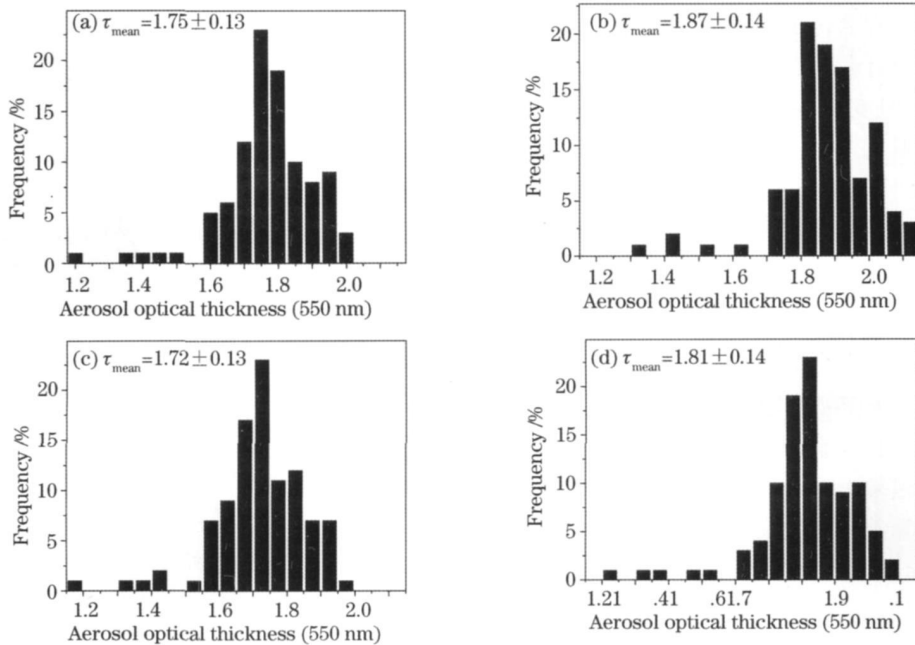 (a) τmean=1.75±0.13
20
15
10
5
0
Frequency /%
1.2 1.4 1.6 1.8 2.0
Aerosol optical thickness (550 nm)
(b) τmean=1.87±0.14
20
15
10
5
0
Frequency /%
1.2 1.4 1.6 1.8 2.0
Aerosol optical thickness (550 nm)
(c) τmean=1.72±0.13
20
15
10
5
0
Frequency /%
1.2 1.4 1.6 1.8 2.0
Aerosol optical thickness (550 nm)
(d) τmean=1.81±0.14
20
15
10
5
0
Frequency /%
1.21 .41 .61.7 1.9 .1
Aerosol optical thickness (550 nm)